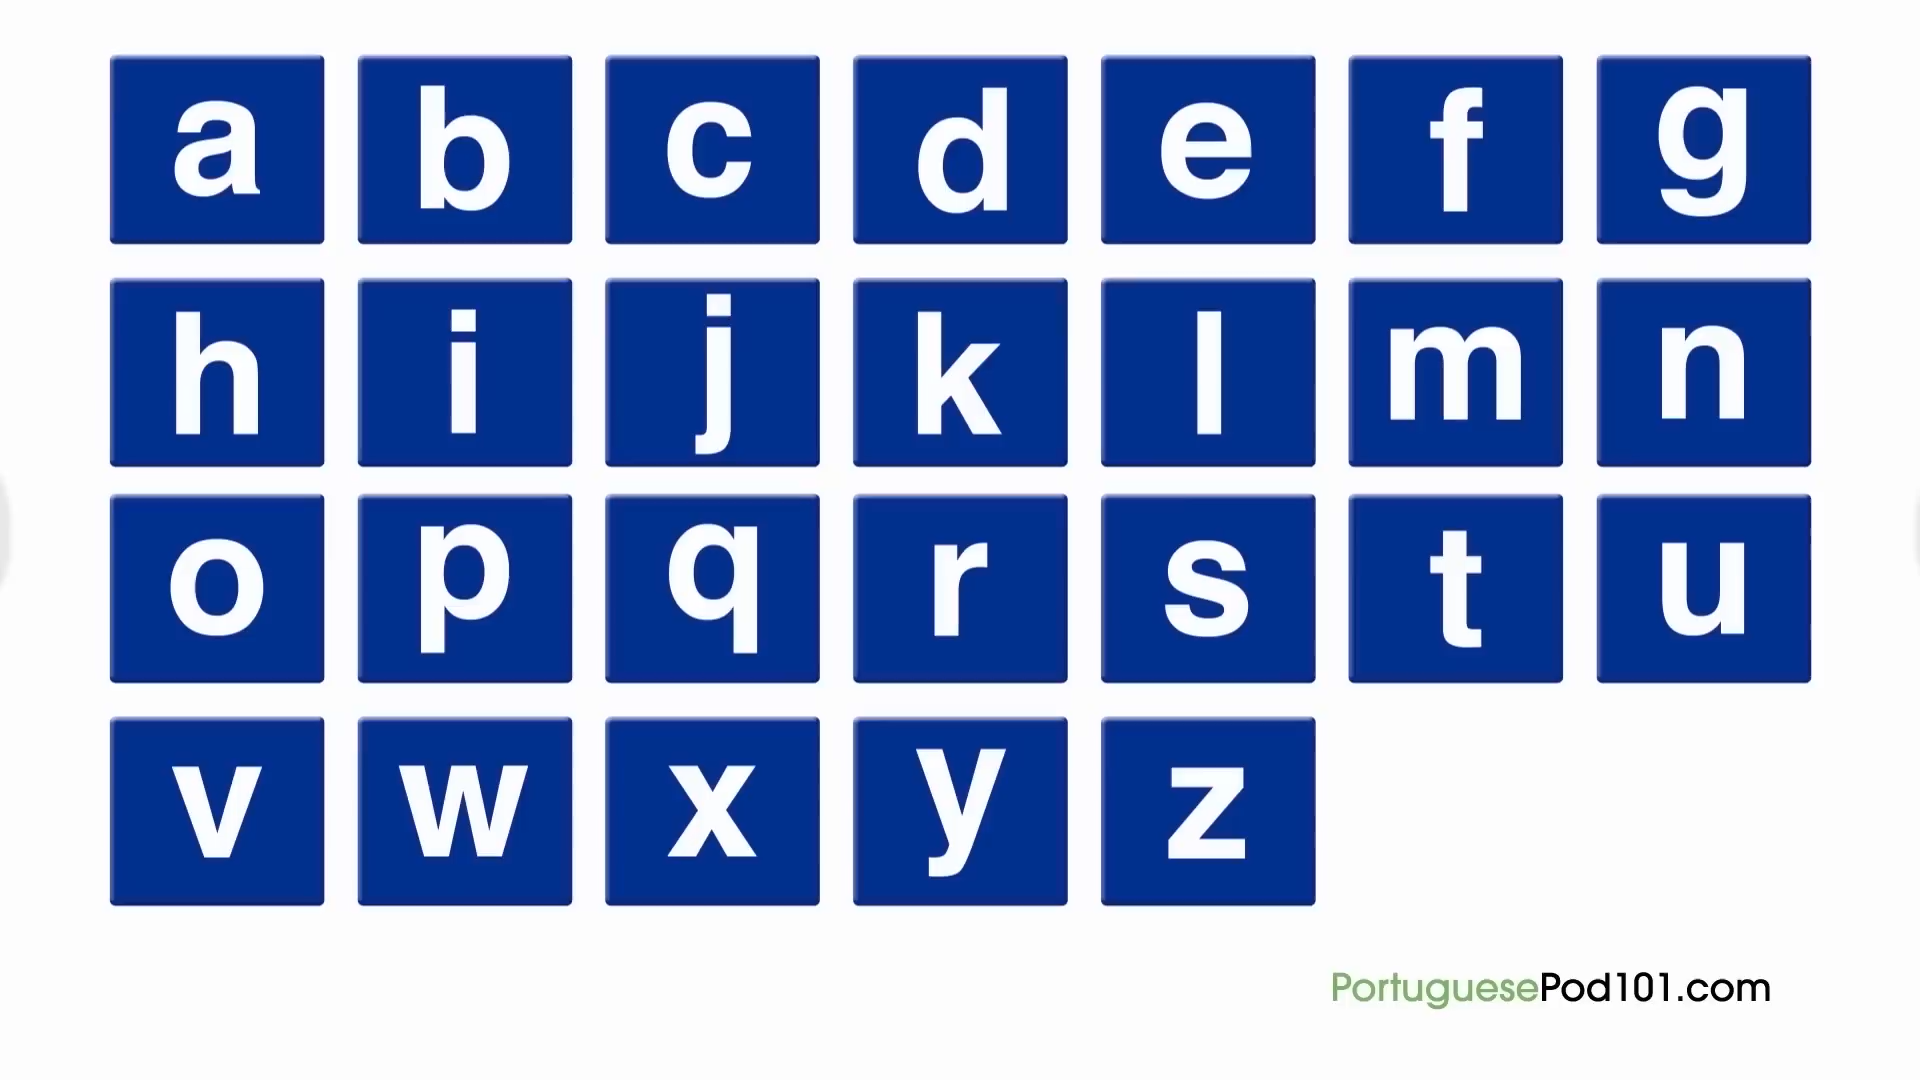 a b c d e f g
h i j k l m n
o p q r s t u
v w x y z
PortuguesePod101.com